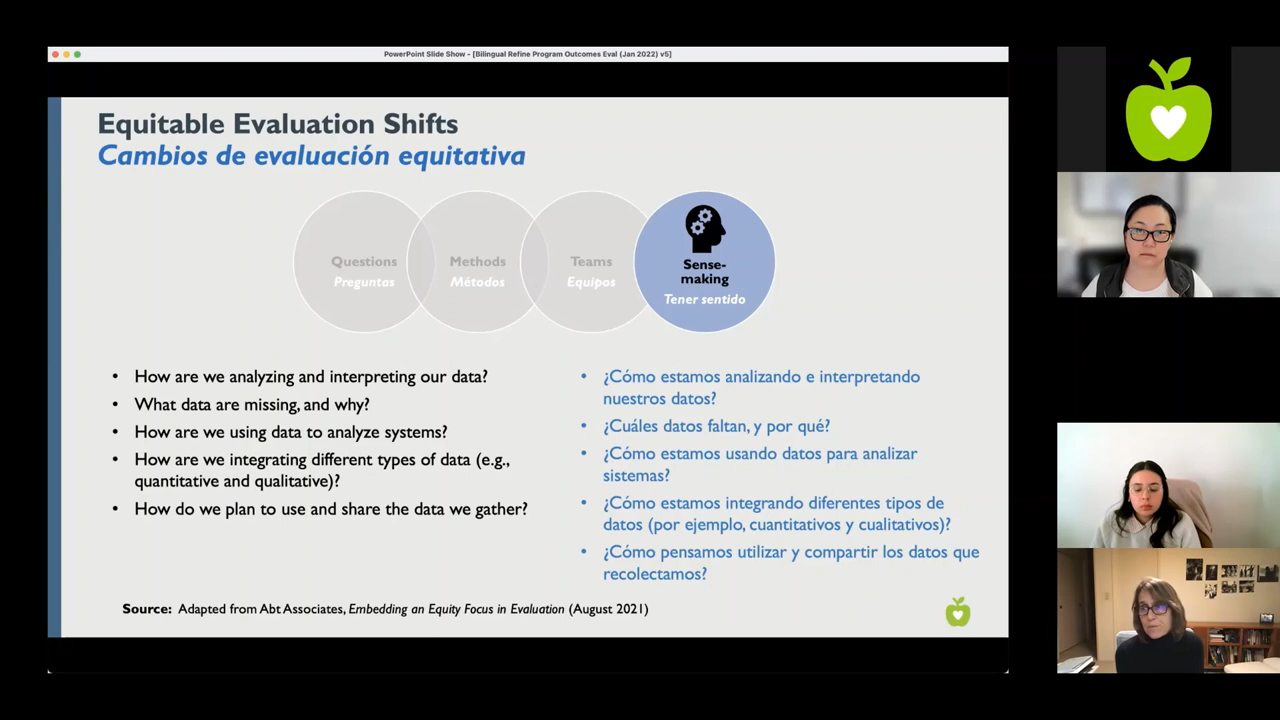 PowerPoint Slide Show - [Bilingual Refine Program Outcomes Eval (Jan 2022) v5]
Equitable Evaluation Shifts
Cambios de evaluación equitativa
Questions
Preguntas
Methods
Métodos
Teams
Equipos
Sense-
making
Tener sentido
• How are we analyzing and interpreting our data?
• What data are missing, and why?
• How are we using data to analyze systems?
• How are we integrating different types of data (e.g.,
quantitative and qualitative)?
• How do we plan to use and share the data we gather?
• ¿Cómo estamos analizando e interpretando
nuestros datos?
• ¿Cuáles datos faltan, y por qué?
• ¿Cómo estamos usando datos para analizar
sistemas?
• ¿Cómo estamos integrando diferentes tipos de
datos (por ejemplo, cuantitativos y cualitativos)?
• ¿Cómo pensamos utilizar y compartir los datos que
recolectamos?
Source: Adapted from Abt Associates, Embedding an Equity Focus in Evaluation (August 2021)